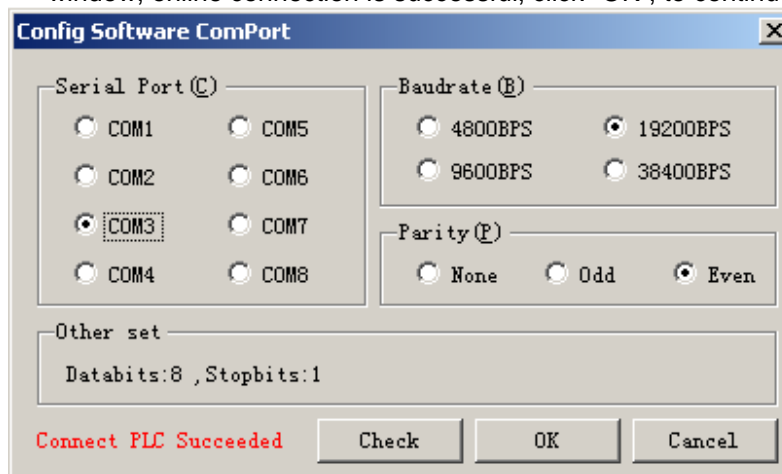 Config Software ComPort
Serial Port(C)
COM1 COM5
COM2 COM6
COM3 COM7
COM4 COM8
Baudrate(B)
4800BPS 19200BPS
9600BPS 38400BPS
Parity(P)
None Odd Even
Other set
Databits:8 ,Stopbits:1
Connect PLC Succeeded Check OK Cancel